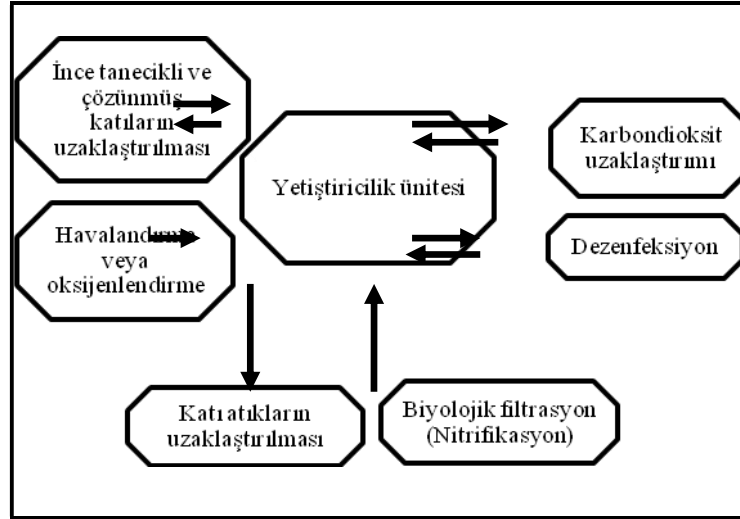 İnce tanecikli ve
çözünmüş
katıların
uzaklaştırılması
Yetiştiricilik ünitesi
Karbondioksit
uzaklaştırımı
Havalandırma
veya
oksijenlendirme
Dezenfeksiyon
Katı atıkların
uzaklaştırılması
Biyolojik filtrasyon
(Nitrifikasyon)